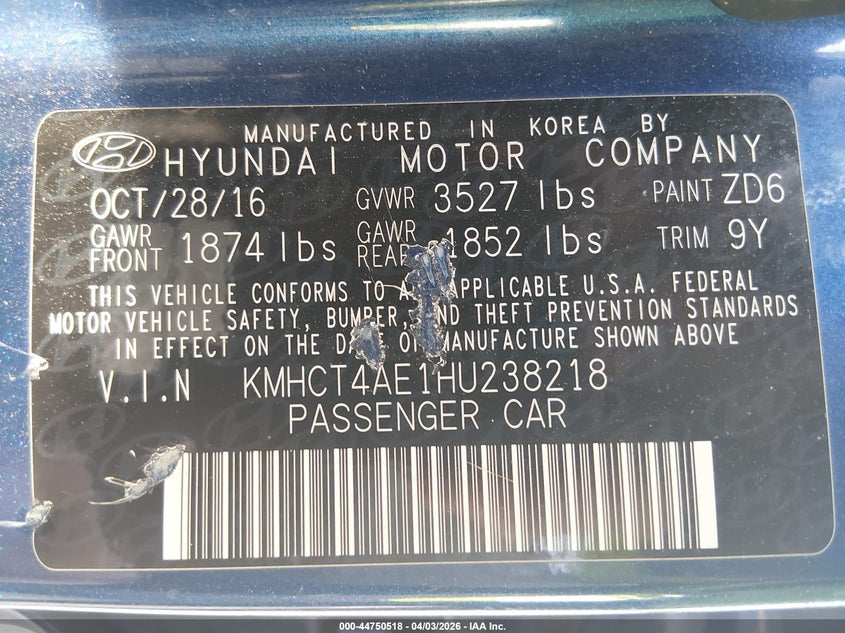 MANUFACTURED IN KOREA BY
HYUNDAI MOTOR COMPANY
OCT/28/16 GVWR 3527 lbs PAINT ZD6
GAWR FRONT 1874 lbs GAWR REAR 1852 lbs TRIM 9Y
THIS VEHICLE CONFORMS TO APPLICABLE U.S.A. FEDERAL
MOTOR VEHICLE SAFETY, BUMPER, AND THEFT PREVENTION STANDARDS
IN EFFECT ON THE DATE OF MANUFACTURE SHOWN ABOVE
V.I.N KMHCT4AE1HU238218
PASSENGER CAR
000-44750518 - 04/03/2026 - IAA Inc.